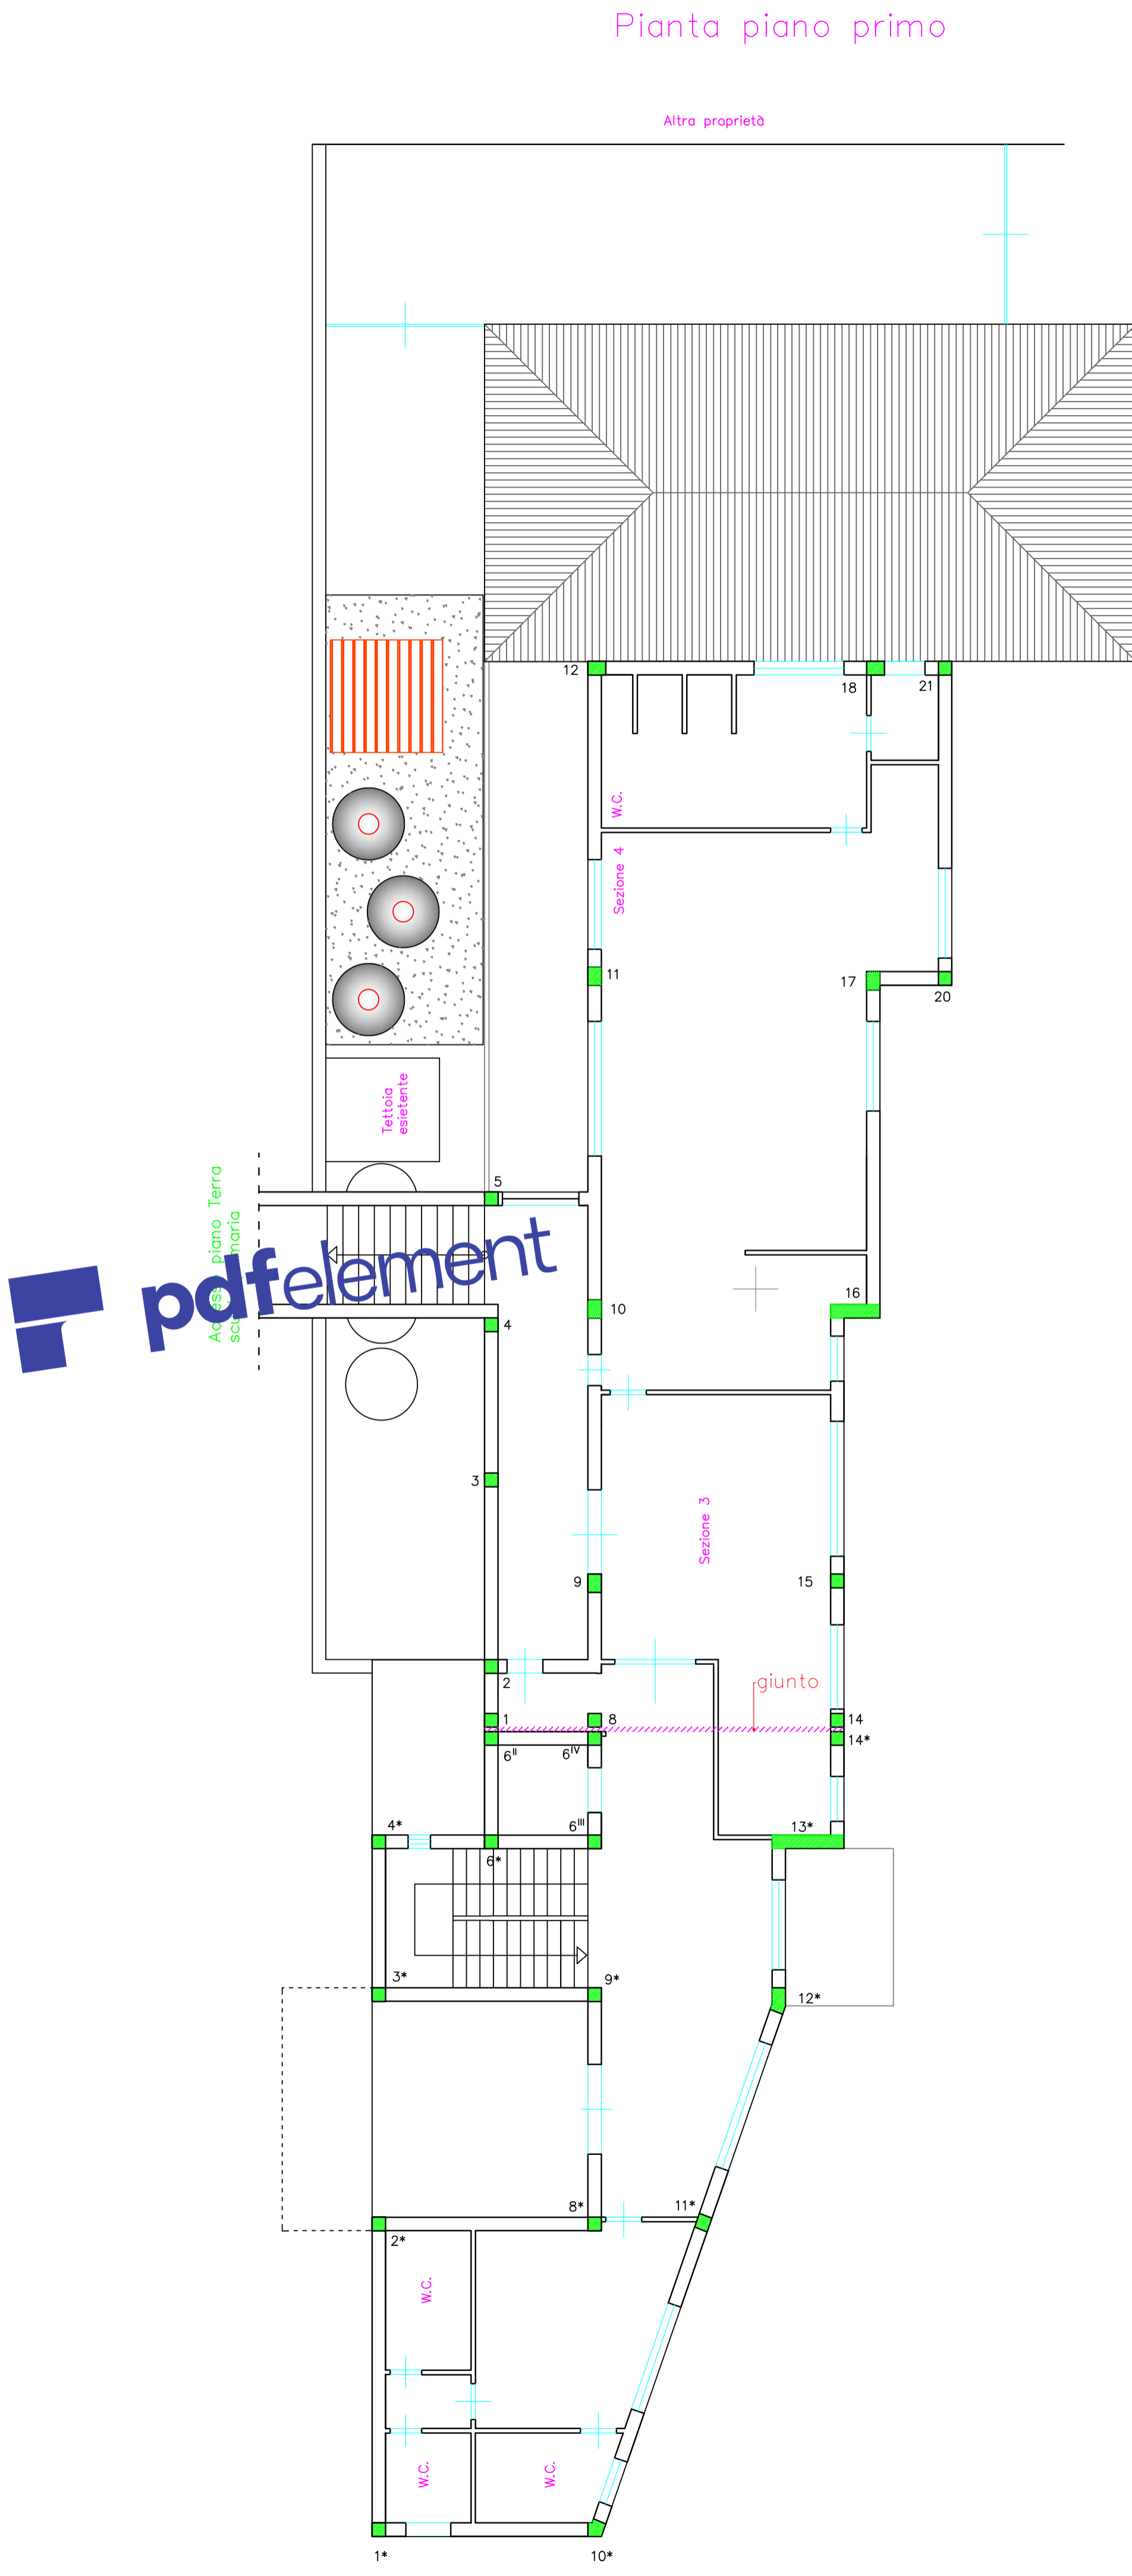 Pianta piano primo
Altra proprietà
12
18
21
W.C.
Sezione 4
11
17
20
Tettoia
esietente
5
piano Terra
pdfelement
16
10
4
3
Sezione 3
9
15
2
giunto
1
8
14
6II
6IV
14*
4*
6III
13*
6*
3*
9*
12*
8*
11*
2*
W.C.
W.C.
W.C.
1*
10*